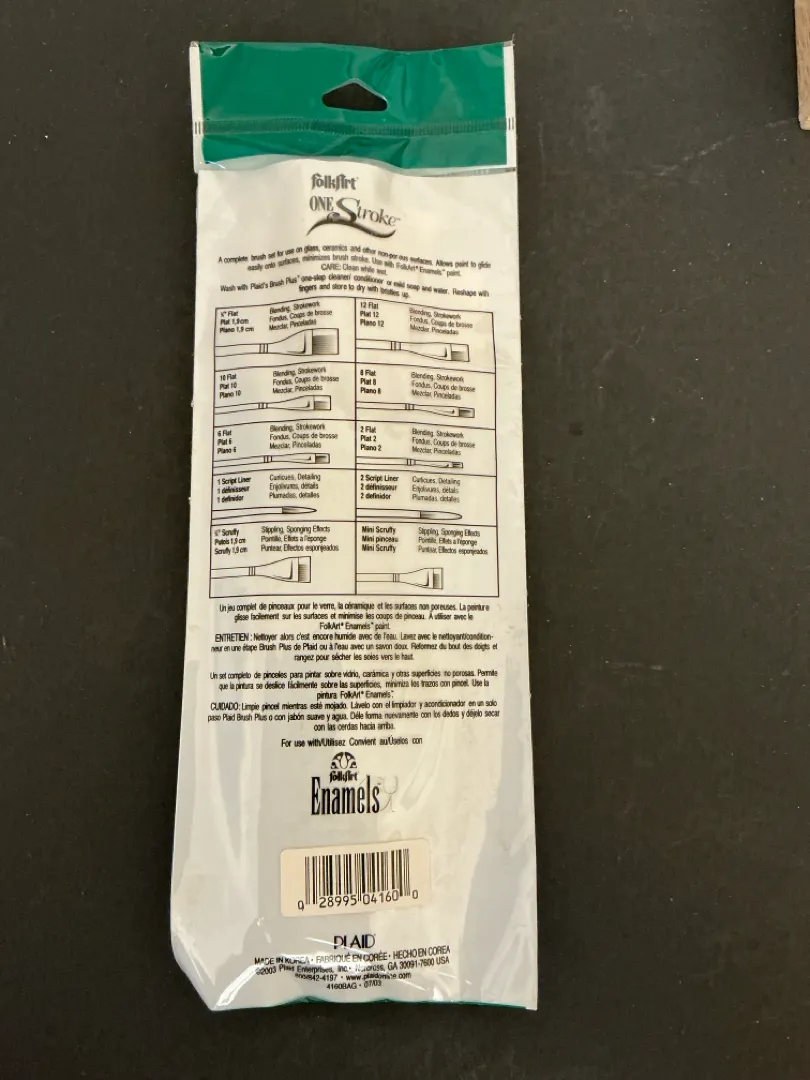 FolkArt
ONE Stroke™
A complete brush set for use on glass, ceramics and other non-porous surfaces. Allows paint to glide
easily onto surfaces, minimizes brush stroke. Use with FolkArt® Enamels™ paint.
CARE: Clean while wet.
Wash with Plaid's Brush Plus™ one-step cleaner/ conditioner or mild soap and water. Reshape with
fingers and store to dry with bristles up.
¾" Flat
Plat 1,9cm
Plano 1,9 cm
Blending, Strokework
Fondus, Coups de brosse
Mezclar, Pinceladas
12 Flat
Plat 12
Plano 12
Blending, Strokework
Fondus, Coups de brosse
Mezclar, Pinceladas
10 Flat
Plat 10
Plano 10
Blending, Strokework
Fondus, Coups de brosse
Mezclar, Pinceladas
8 Flat
Plat 8
Plano 8
Blending, Strokework
Fondus, Coups de brosse
Mezclar, Pinceladas
6 Flat
Plat 6
Plano 6
Blending, Strokework
Fondus, Coups de brosse
Mezclar, Pinceladas
2 Flat
Plat 2
Plano 2
Blending, Strokework
Fondus, Coups de brosse
Mezclar, Pinceladas
1 Script Liner
1 définisseur
1 definidor
Curlicues, Detailing
Enjolivures, détails
Plumadas, detalles
2 Script Liner
2 définisseur
2 definidor
Curlicues, Detailing
Enjolivures, détails
Plumadas, detalles
¾" Scruffy
Putois 1,9 cm
Scruffy 1,9 cm
Stippling, Sponging Effects
Pointille, Effets a l'éponge
Puntear, Efectos esponjeados
Mini Scruffy
Mini pinceau
Mini Scruffy
Stippling, Sponging Effects
Pointille, Effets a l'éponge
Puntear, Efectos esponjeados
Un jeu complet de pinceaux pour le verre, la céramique et les surfaces non poreuses. La peinture
glisse facilement sur les surfaces et minimise les coups de pinceau. A utiliser avec le
FolkArt® Enamels™ paint.
ENTRETIEN : Nettoyer alors c'est encore humide avec de l'eau. Lavez avec le nettoyant/condition-
neur en une étape Brush Plus de Plaid ou à l'eau avec un savon doux. Reformez du bout des doigts et
rangez pour sécher les soies vers le haut.
Un set completo de pinceles para pintar sobre vidrio, carámica y otras superficies no porosas. Permite
que la pintura se deslice fácilmente sobre las superficies, minimiza los trazos con pincel. Use la
pintura FolkArt® Enamels™.
CUIDADO: Limpie pincel mientras esté mojado. Lávelo con el limpiador y acondicionador en un solo
paso Plaid Brush Plus o con jabón suave y agua. Déle forma nuevamente con los dedos y déjelo secar
con las cerdas hacia arriba.
For use with/Utilisez Convient au/Uselos con
FolkArt
Enamels™
0 28995 04160 0
PLAID®
MADE IN KOREA • FABRIQUÉ EN CORÉE • HECHO EN COREA
©2003 Plaid Enterprises, Inc. Norcross, GA 30091-7600 USA
800/842-4197 • www.plaidonline.com
4160BAG • 07/03